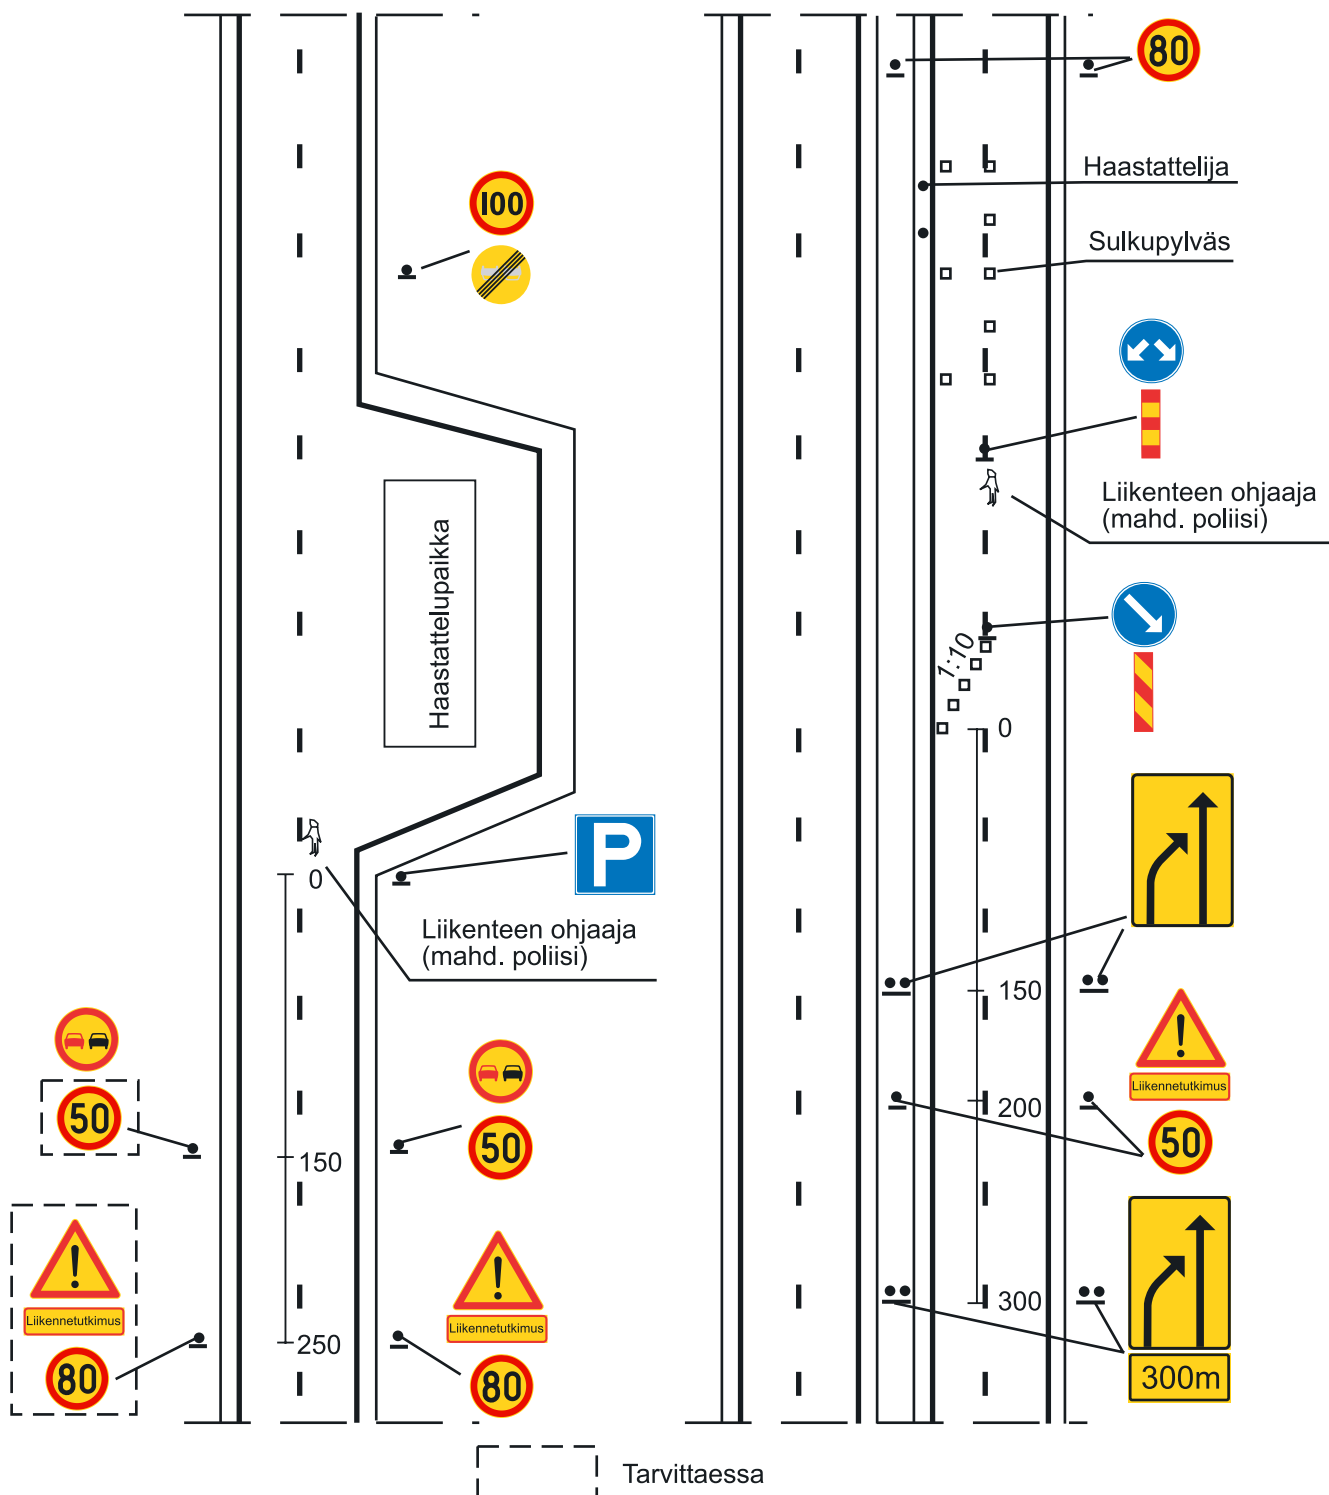 100
Haastattelupaikka
P
0
Liikenteen ohjaaja
(mahd. poliisi)
50
50
150
Liikennetutkimus
80
Liikennetutkimus
80
250
80
Haastattelija
Sulkupylväs
Liikenteen ohjaaja
(mahd. poliisi)
1:10
0
150
Liikennetutkimus
200
50
300
300m
Tarvittaessa